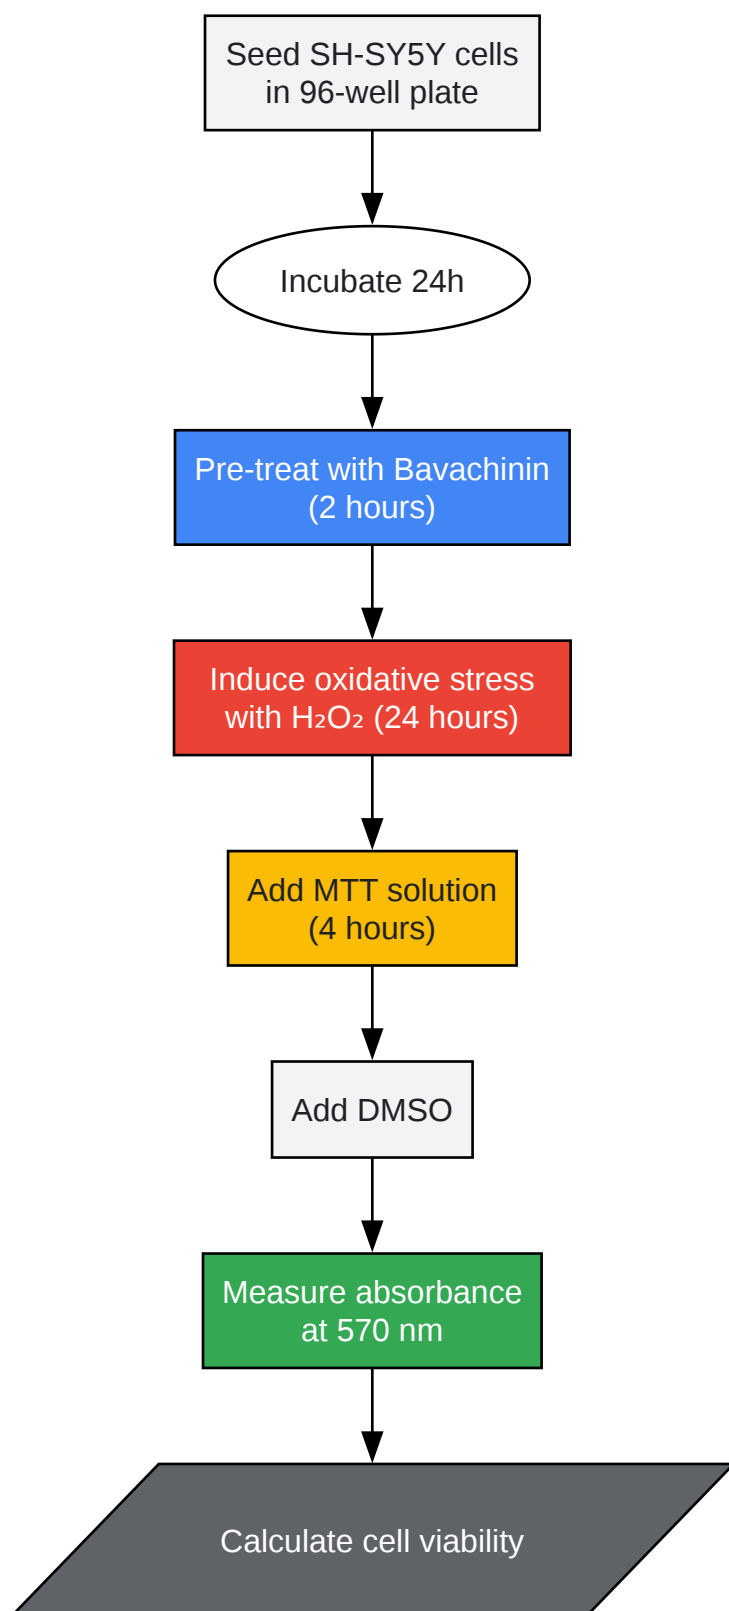 Seed SH-SY5Y cells
in 96-well plate
Incubate 24h
Pre-treat with Bavachinin
(2 hours)
Induce oxidative stress
with H₂O₂ (24 hours)
Add MTT solution
(4 hours)
Add DMSO
Measure absorbance
at 570 nm
Calculate cell viability